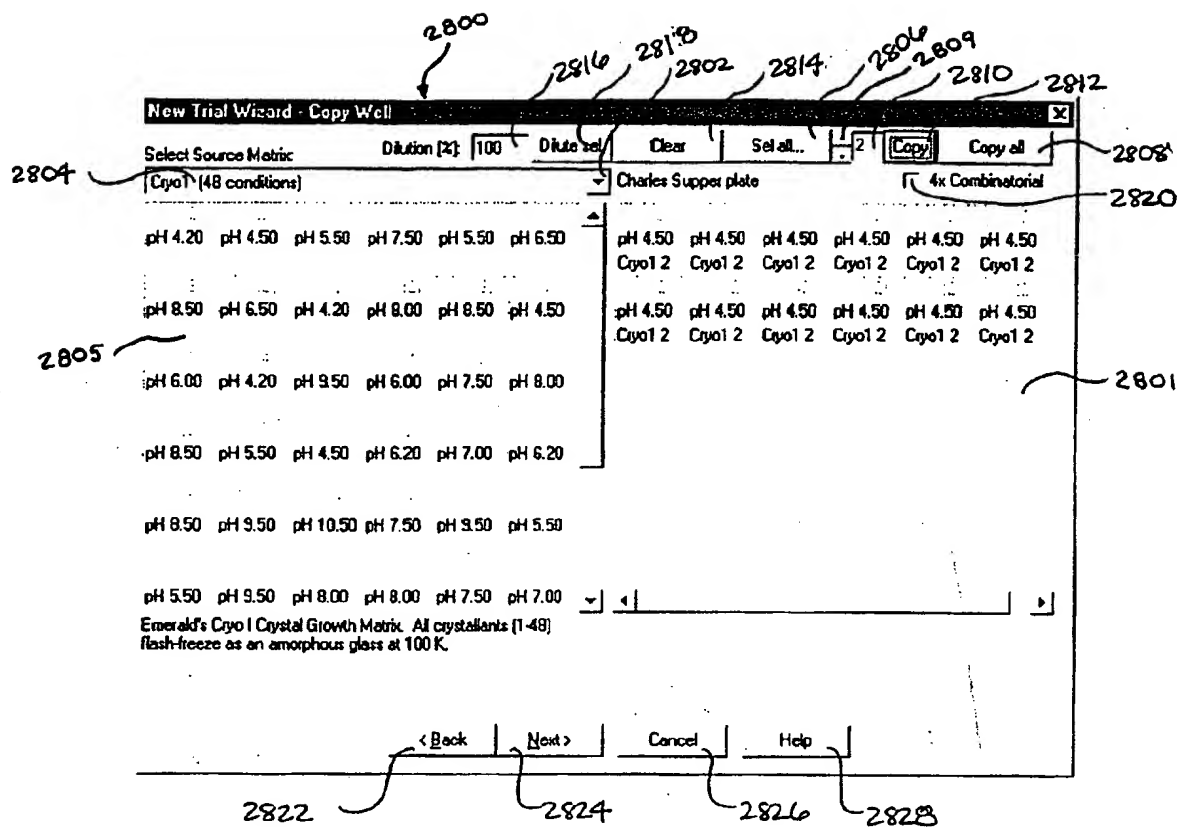 2800
2816 2818 2802 2814 2806 2809 2810 2812
New Trial Wizard - Copy Well
Select Source Matrix Dilution [%]: 100 Dilute sel Clear Sel all... 2 Copy Copy all
2808
2804 Cryo1 (48 conditions) Charles Supper plate 4x Combinatorial
2820
pH 4.20 pH 4.50 pH 5.50 pH 7.50 pH 5.50 pH 6.50 pH 4.50 pH 4.50 pH 4.50 pH 4.50 pH 4.50 pH 4.50
Cryo1 2 Cryo1 2 Cryo1 2 Cryo1 2 Cryo1 2 Cryo1 2
pH 8.50 pH 6.50 pH 4.20 pH 8.00 pH 8.50 pH 4.50 pH 4.50 pH 4.50 pH 4.50 pH 4.50 pH 4.50 pH 4.50
Cryo1 2 Cryo1 2 Cryo1 2 Cryo1 2 Cryo1 2 Cryo1 2
2805
pH 6.00 pH 4.20 pH 9.50 pH 6.00 pH 7.50 pH 8.00 2801
pH 8.50 pH 5.50 pH 4.50 pH 6.20 pH 7.00 pH 6.20
pH 8.50 pH 9.50 pH 10.50 pH 7.50 pH 9.50 pH 5.50
pH 5.50 pH 9.50 pH 8.00 pH 8.00 pH 7.50 pH 7.00
Emerald's Cryo I Crystal Growth Matrix. All crystallants (1-48)
flash-freeze as an amorphous glass at 100 K.
< Back Next > Cancel Help
2822 2824 2826 2828